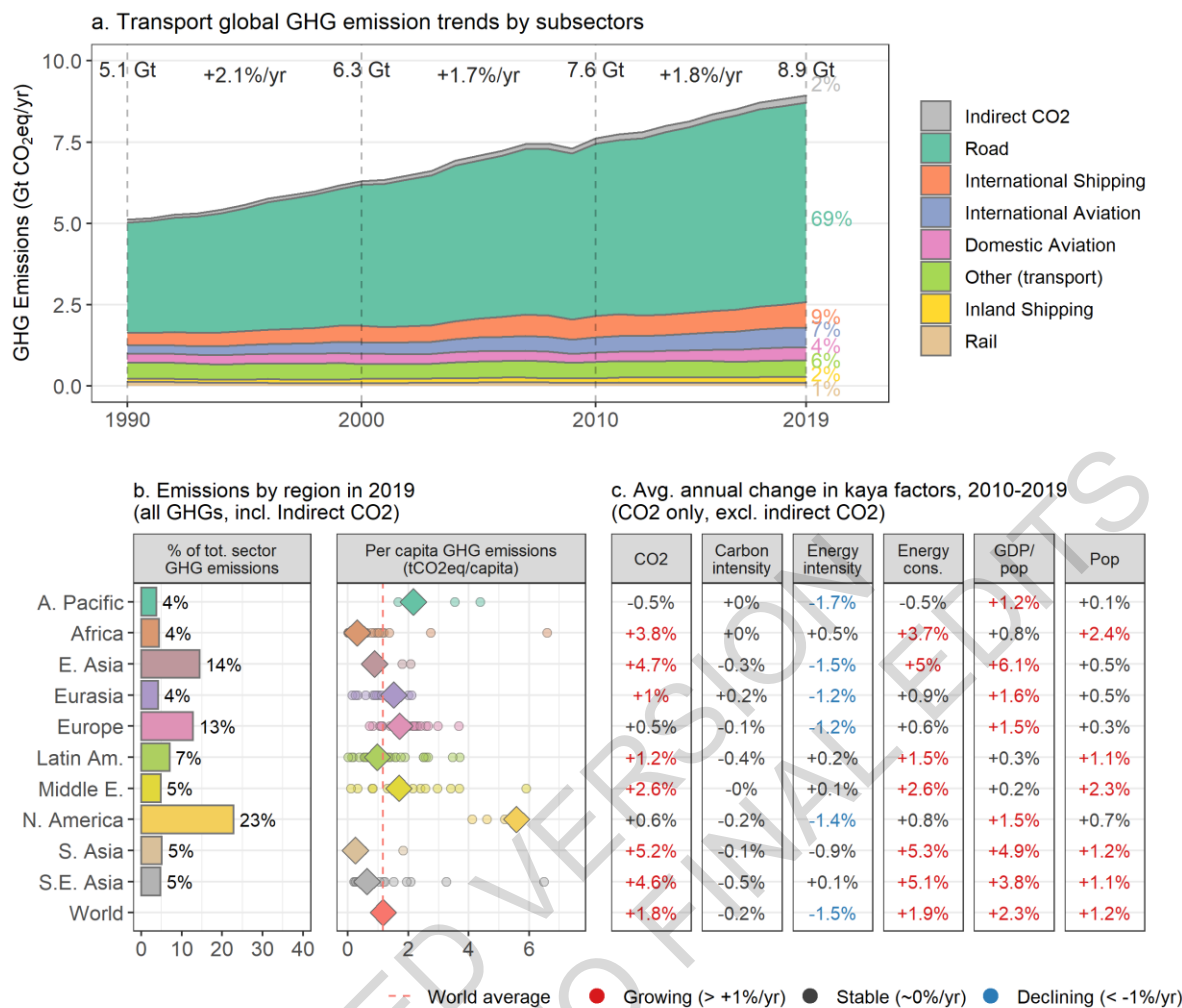 a. Transport global GHG emission trends by subsectors
GHG Emissions (Gt CO2eq/yr)
10.0
7.5
5.0
2.5
0.0
5.1 Gt +2.1%/yr 6.3 Gt +1.7%/yr 7.6 Gt +1.8%/yr 8.9 Gt
2%
69%
9%
7%
4%
6%
2%
1%
1990 2000 2010 2019
Indirect CO2
Road
International Shipping
International Aviation
Domestic Aviation
Other (transport)
Inland Shipping
Rail
b. Emissions by region in 2019
(all GHGs, incl. Indirect CO2)
% of tot. sector
GHG emissions
Per capita GHG emissions
(tCO2eq/capita)
A. Pacific 4%
Africa 4%
E. Asia 14%
Eurasia 4%
Europe 13%
Latin Am. 7%
Middle E. 5%
N. America 23%
S. Asia 5%
S.E. Asia 5%
World
0 10 20 30 40
0 2 4 6
c. Avg. annual change in kaya factors, 2010-2019
(CO2 only, excl. indirect CO2)
CO2 Carbon intensity Energy intensity Energy cons. GDP/ pop Pop
-0.5% +0% -1.7% -0.5% +1.2% +0.1%
+3.8% +0% +0.5% +3.7% +0.8% +2.4%
+4.7% -0.3% -1.5% +5% +6.1% +0.5%
+1% +0.2% -1.2% +0.9% +1.6% +0.5%
+0.5% -0.1% -1.2% +0.6% +1.5% +0.3%
+1.2% -0.4% +0.2% +1.5% +0.3% +1.1%
+2.6% -0% +0.1% +2.6% +0.2% +2.3%
+0.6% -0.2% -1.4% +0.8% +1.5% +0.7%
+5.2% -0.1% -0.9% +5.3% +4.9% +1.2%
+4.6% -0.5% +0.1% +5.1% +3.8% +1.1%
+1.8% -0.2% -1.5% +1.9% +2.3% +1.2%
World average Growing (> +1%/yr) Stable (~0%/yr) Declining (< -1%/yr)
VERSION
O FINAL EDITS